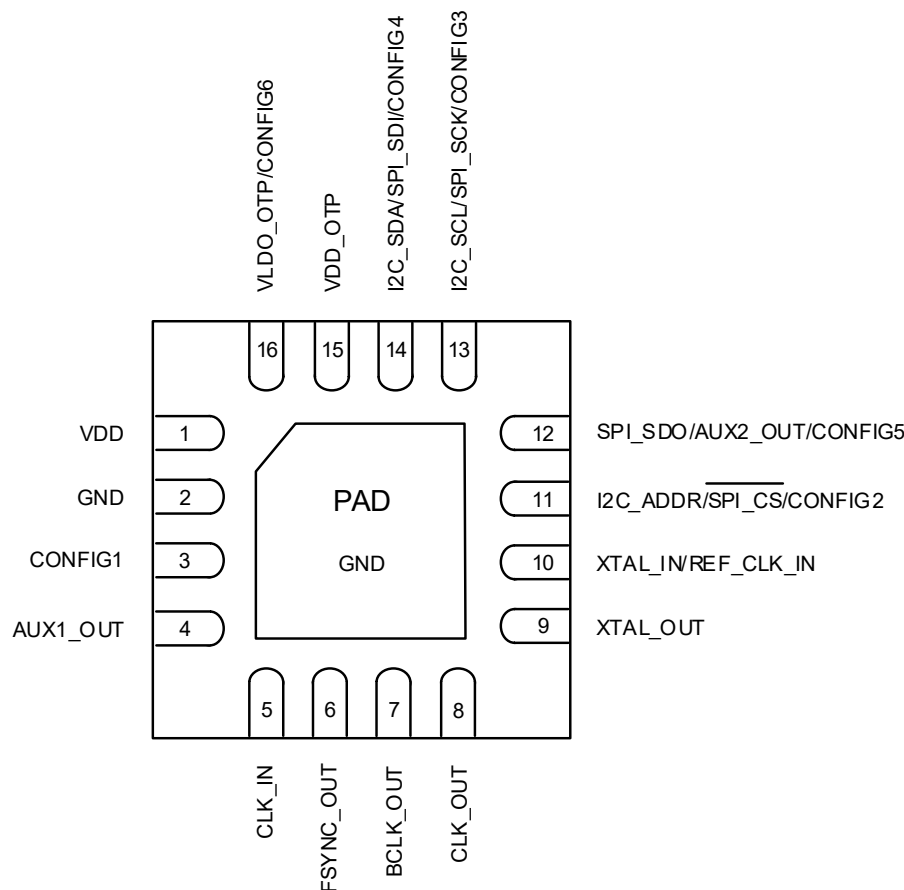 VLDO_OTP/CONFIG6
VDD_OTP
I2C_SDA/SPI_SDI/CONFIG4
I2C_SCL/SPI_SCK/CONFIG3
16
15
14
13
VDD
1
GND
2
CONFIG1
3
AUX1_OUT
4
PAD
GND
12
SPI_SDO/AUX2_OUT/CONFIG5
11
I2C_ADDR/SPI_CS/CONFIG2
10
XTAL_IN/REF_CLK_IN
9
XTAL_OUT
5
6
7
8
CLK_IN
FSYNC_OUT
BCLK_OUT
CLK_OUT